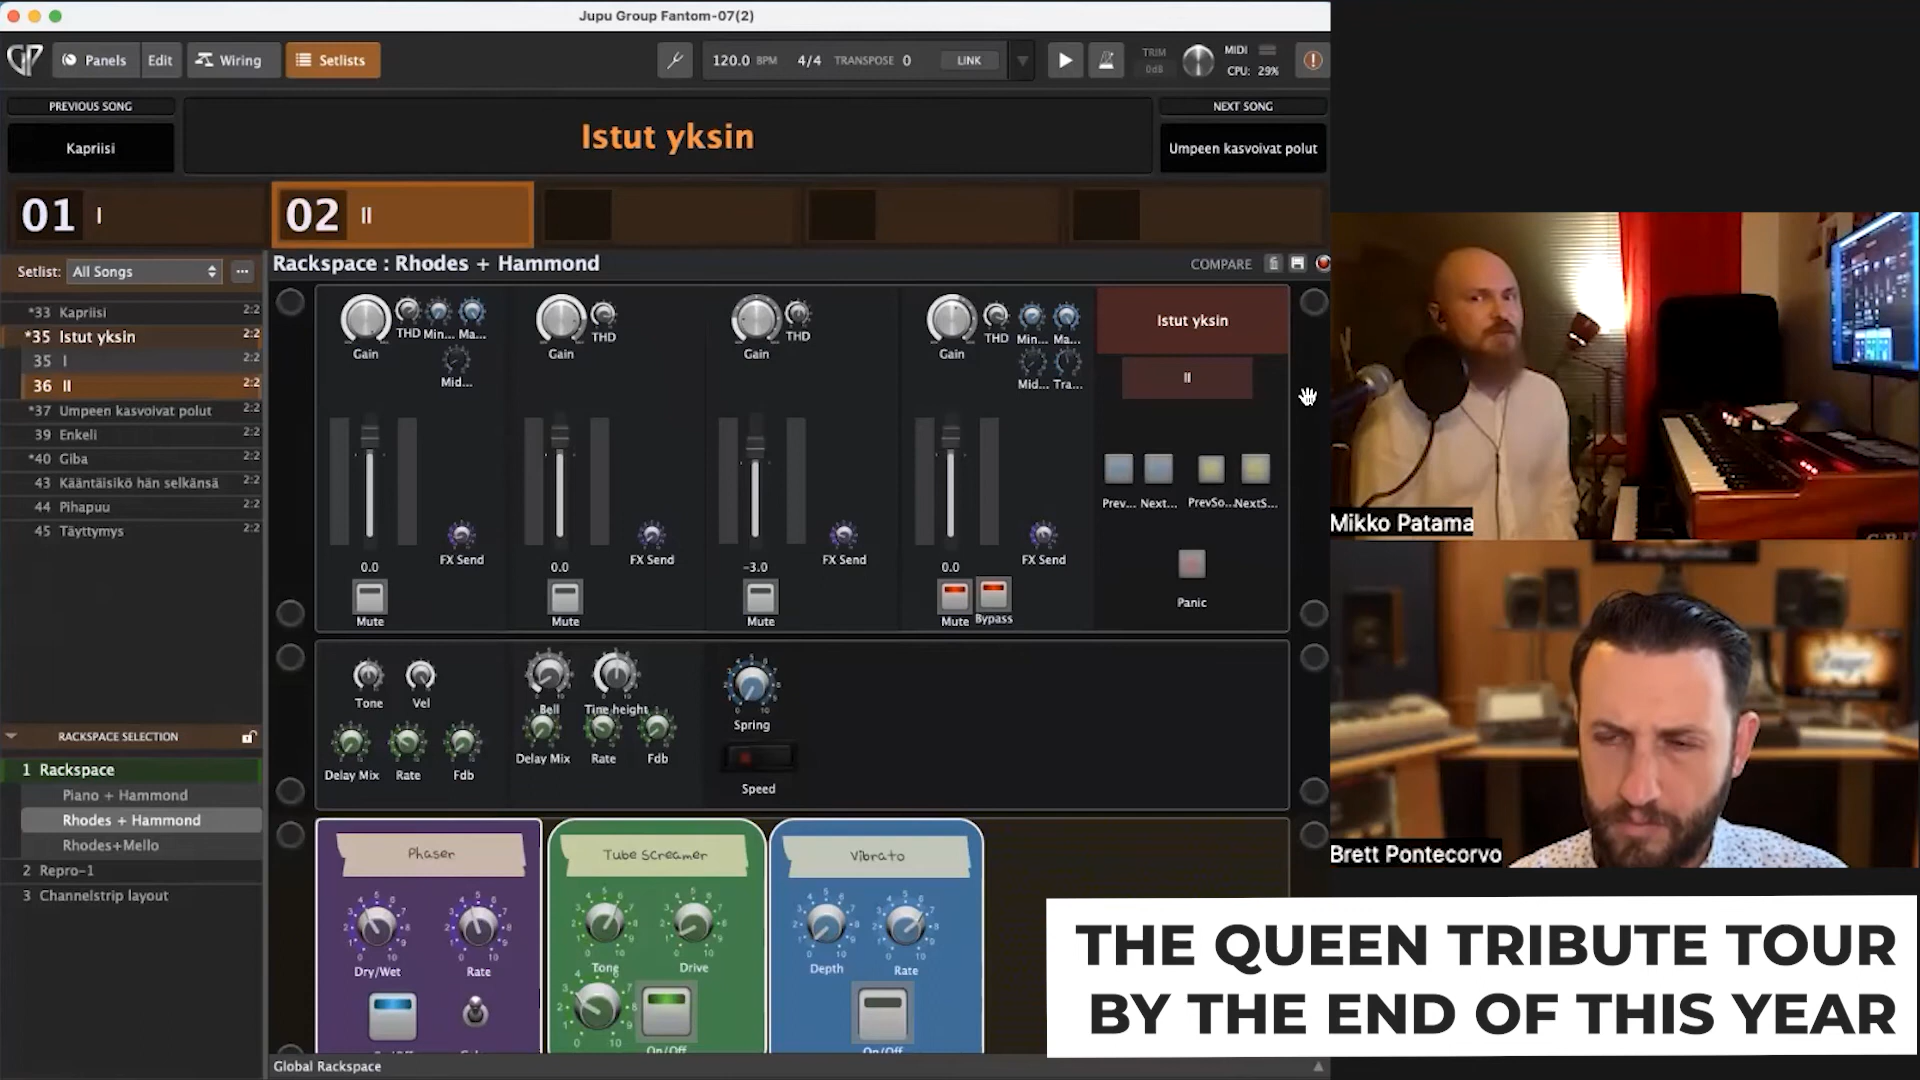 Jupu Group Fantom-07(2)
GP Panels Edit Wiring Setlists
120.0 BPM 4/4 TRANSPOSE 0 LINK
TRIM 0dB MIDI CPU: 29%
PREVIOUS SONG
Kapriisi
Istut yksin
NEXT SONG
Umpeen kasvoivat polut
01 I
02 II
Setlist: All Songs ...
*33 Kapriisi 2:2
*35 Istut yksin 2:2
35 I 2:2
36 II 2:2
*37 Umpeen kasvoivat polut 2:2
39 Enkeli 2:2
*40 Giba 2:2
43 Kääntäisikö hän selkänsä 2:2
44 Pihapuu 2:2
45 Täyttymys 2:2
RACKSPACE SELECTION
1 Rackspace
Piano + Hammond
Rhodes + Hammond
Rhodes+Mello
2 Repro-1
3 Channelstrip layout
Rackspace : Rhodes + Hammond
COMPARE
Gain THD Min... Ma...
Mid...
Gain THD
Gain THD
Gain THD Min... Ma...
Mid... Tra...
Istut yksin
II
Prev... Next... PrevSo... NextS...
Panic
FX Send FX Send FX Send FX Send
0.0 0.0 -3.0 0.0
Mute Mute Mute Mute Bypass
Tone Vel
Delay Mix Rate Fdb
Bell Tine height
Delay Mix Rate Fdb
Spring
Speed
Phaser
Dry/Wet Rate
Tube Screamer
Tone Drive
On/Off
Vibrato
Depth Rate
On/Off
Global Rackspace
Mikko Patama
Brett Pontecorvo
THE QUEEN TRIBUTE TOUR
BY THE END OF THIS YEAR